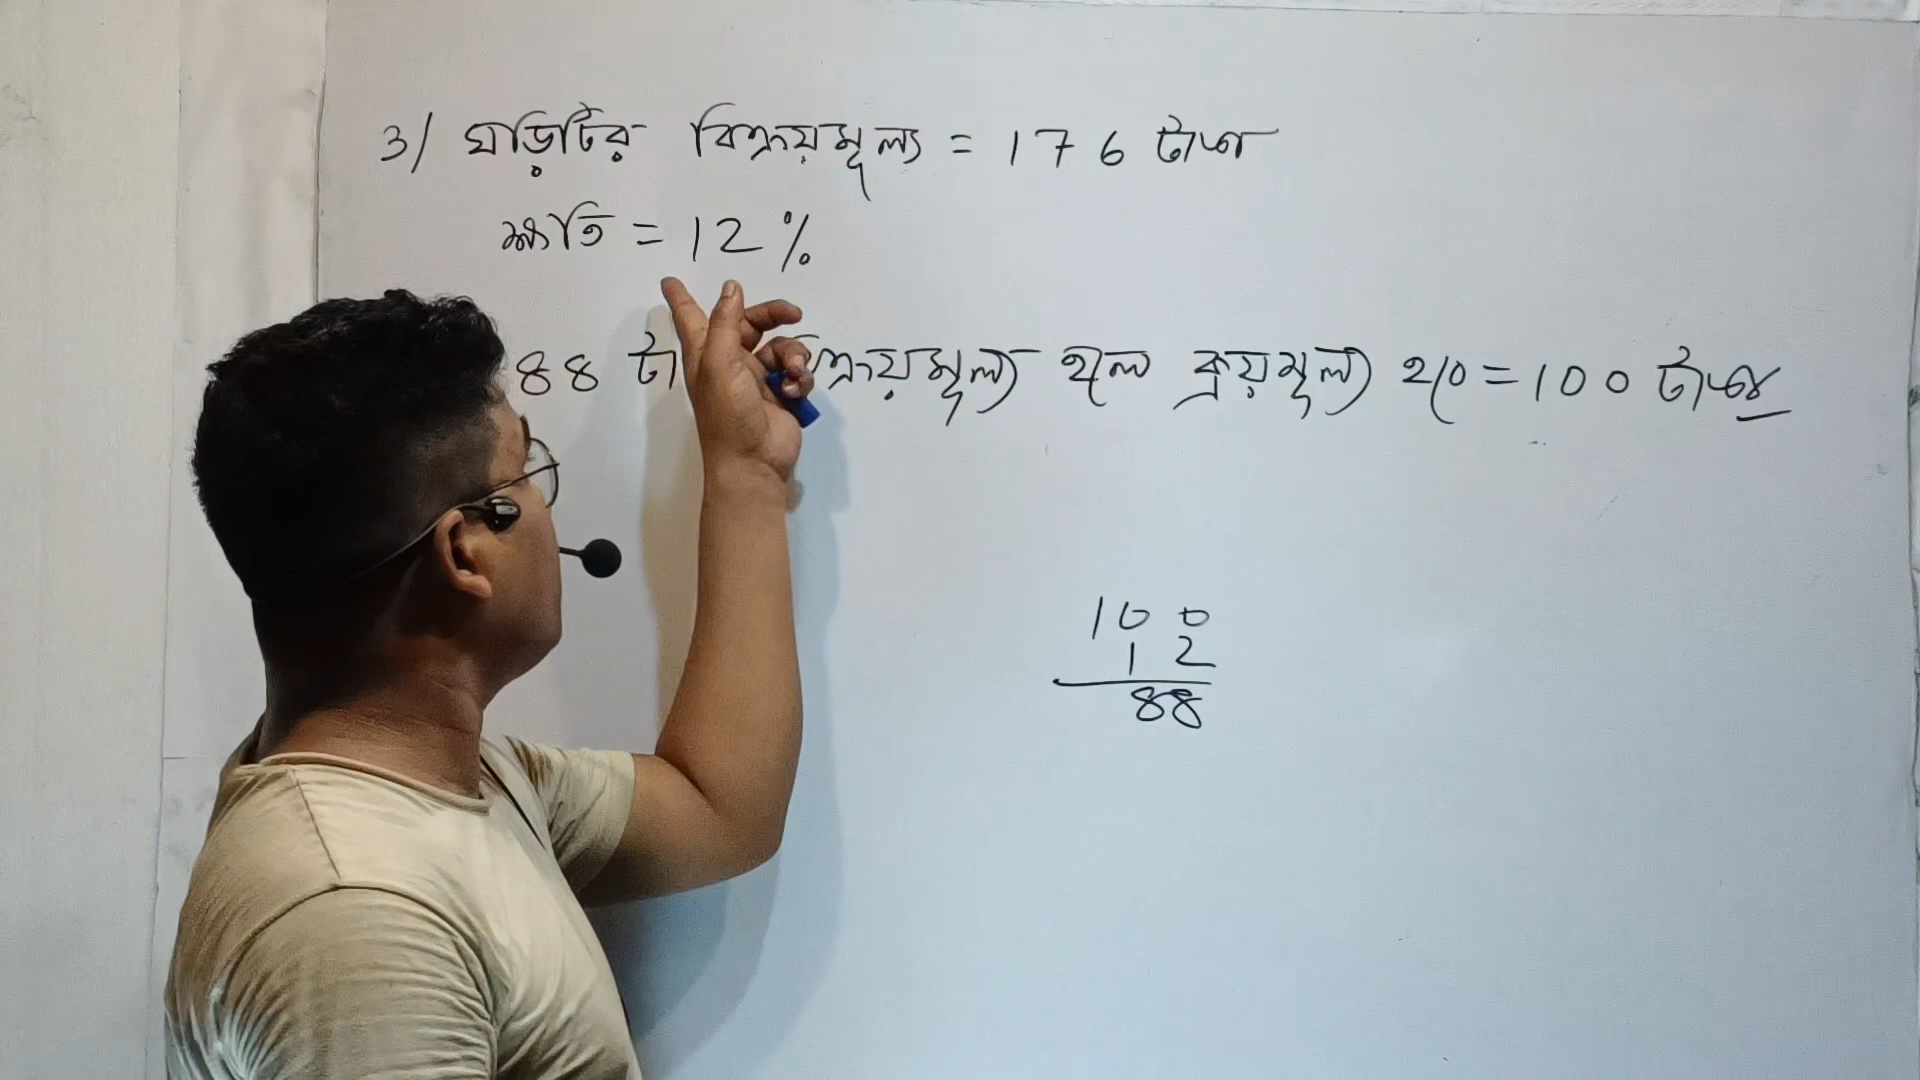 3/ ঘড়িটির বিক্রয়মূল্য = 176 টাকা
ক্ষতি = 12%
88 টা বিক্রয়মূল্য হলে ক্রয়মূল্য হবে = 100 টাকা
100
12
88